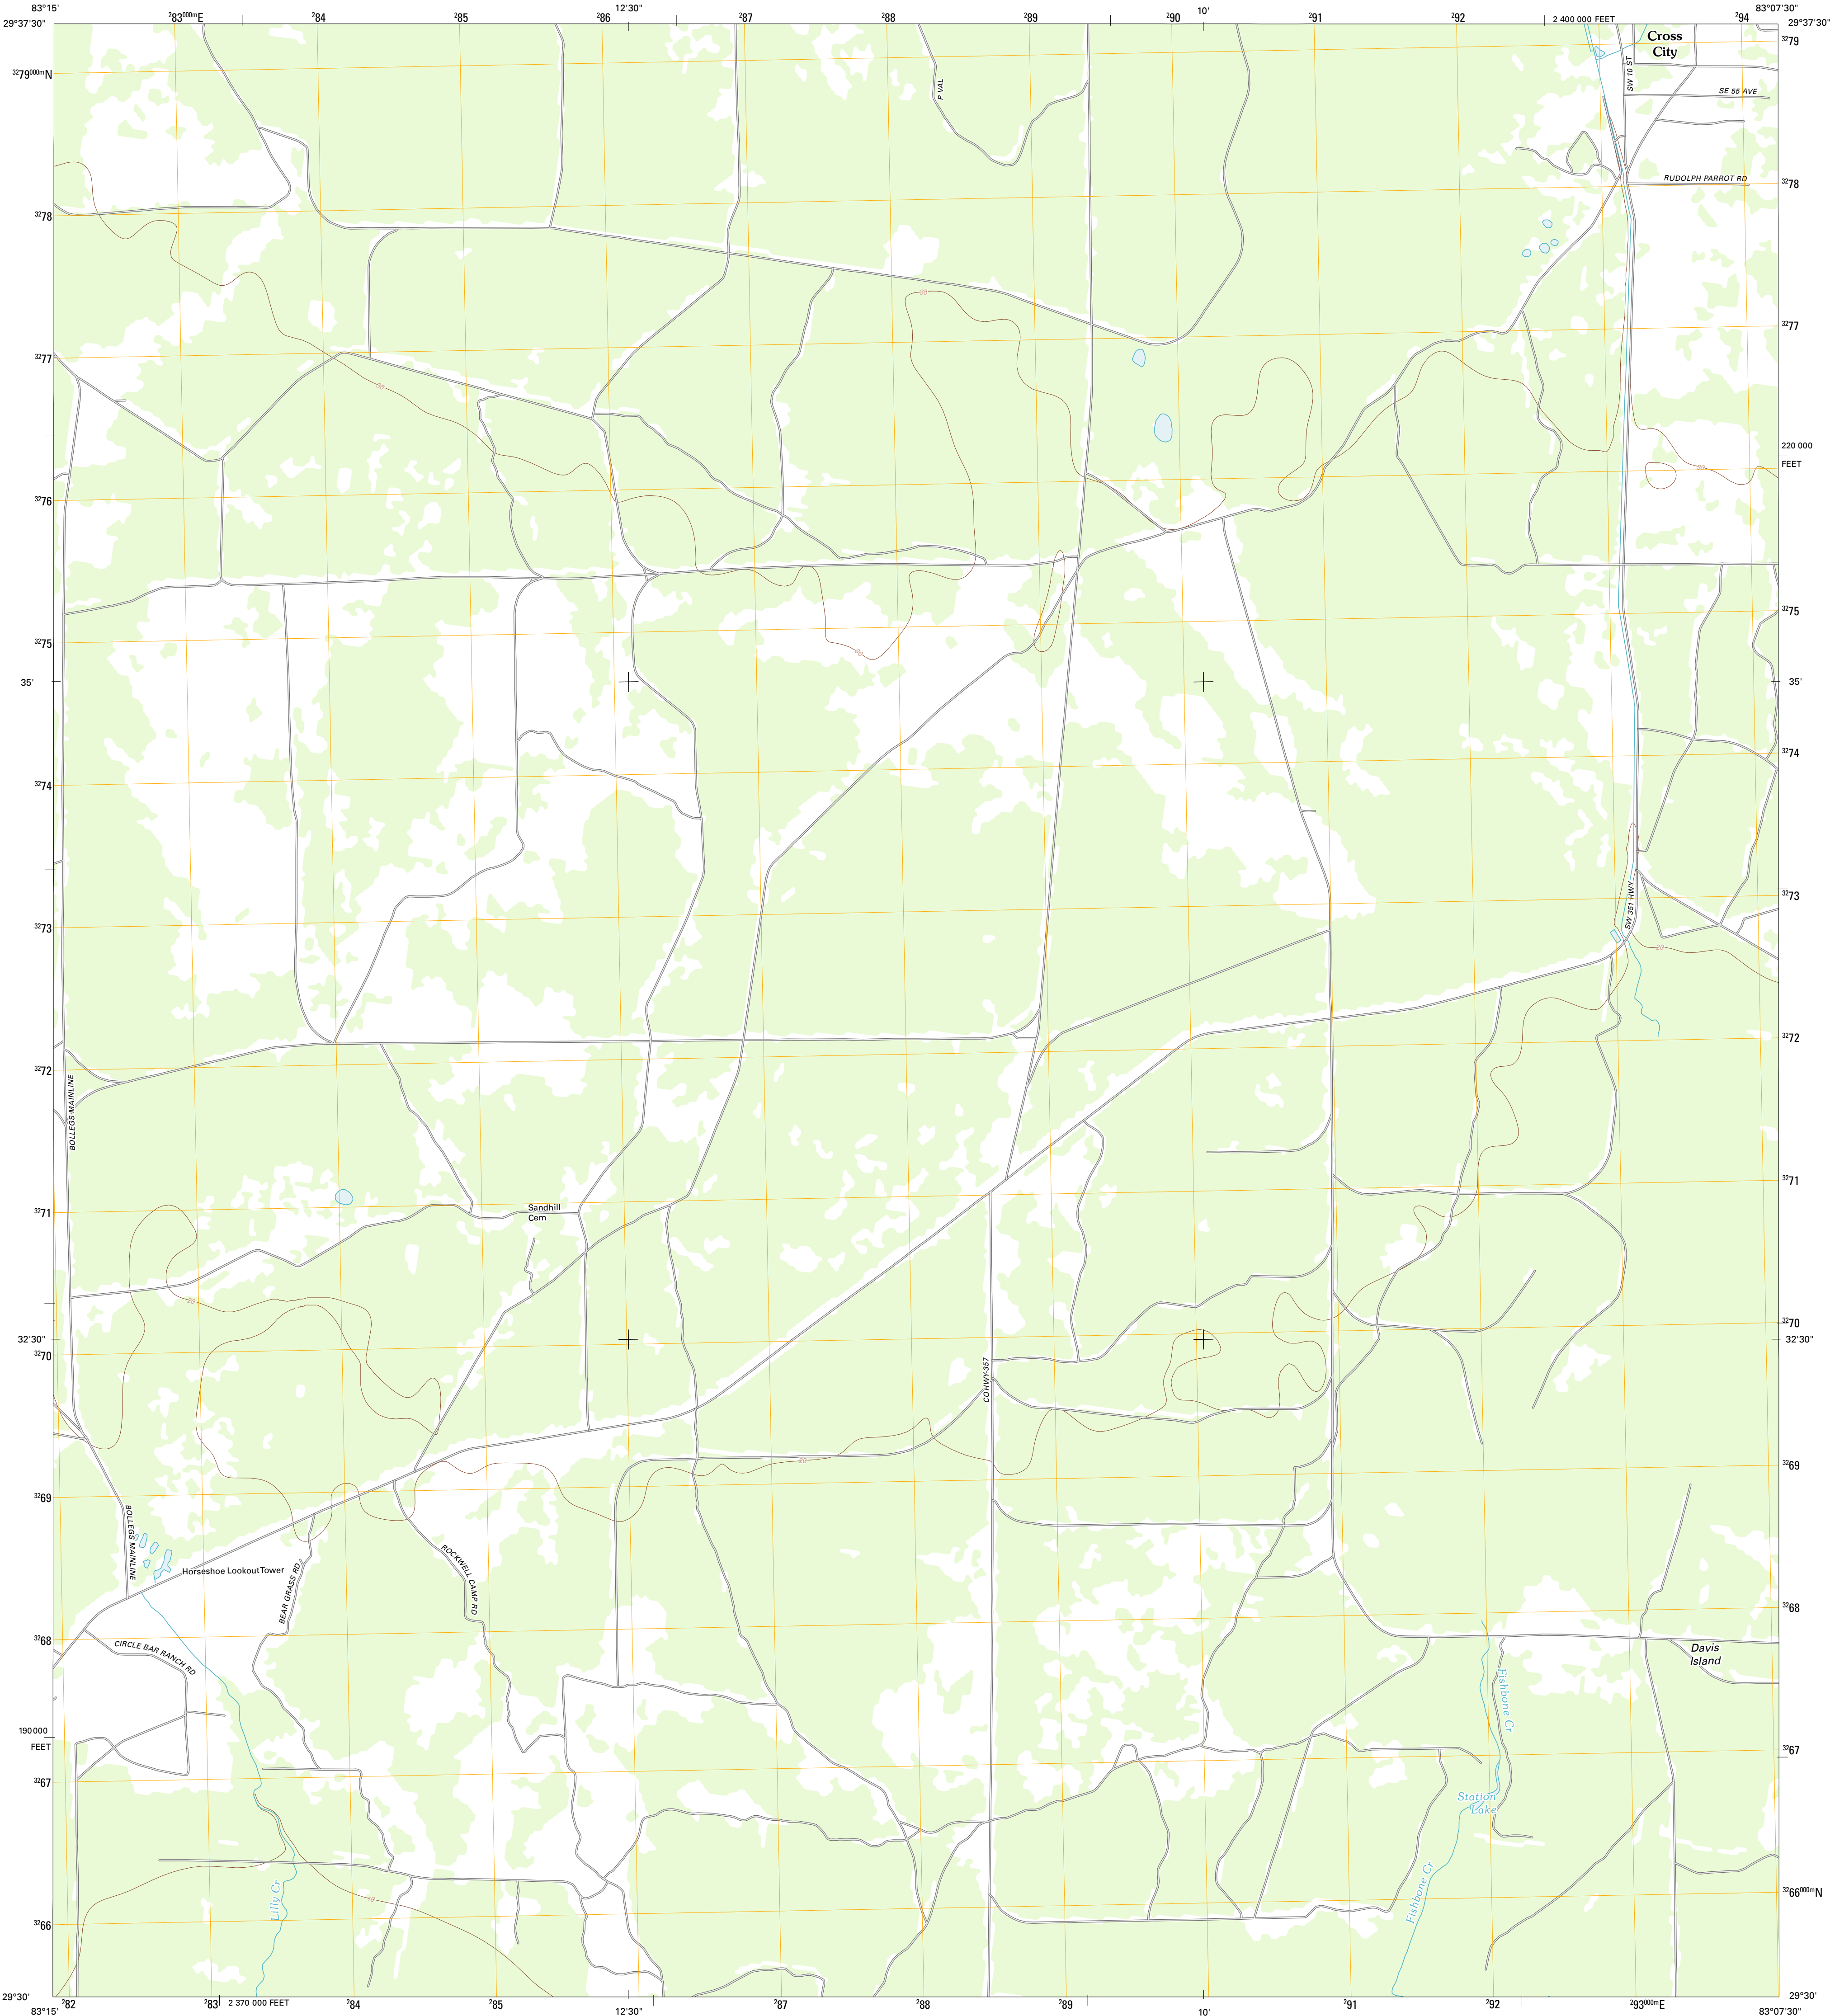 83°15'
²83⁰⁰⁰ᵐE
²84
²85
²86
12'30"
²87
²88
²89
²90
10'
²91
²92
2 400 000 FEET
²94
83°07'30"
29°37'30"
29°37'30"
Cross
City
³²79
³²79⁰⁰⁰ᵐN
P VAL
SW 10 ST
SE 55 AVE
RUDOLPH PARROT RD
³²78
³²78
³²77
³²77
220 000
FEET
³²76
³²75
³²75
35'
35'
³²74
³²74
³²73
³²73
SW 351 HWY
20
³²72
³²72
BOLLEGS MAINLINE
³²71
³²71
Sandhill
Cem
20
³²70
³²70
32'30"
32'30"
COHWY-357
20
³²69
³²69
BOLLEGS MAINLINE
Horseshoe Lookout Tower
BEAR GRASS RD
ROCKWELL CAMP RD
³²68
³²68
CIRCLE BAR RANCH RD
Davis
Island
Fishbone Cr
190 000
FEET
³²67
³²67
Station
Lake
Lilly Cr
Fishbone Cr
³²66⁰⁰⁰ᵐN
³²66
29°30'
29°30'
83°15'
²82
²83
2 370 000 FEET
²84
²85
12'30"
²87
²88
²89
10'
²91
²92
²93⁰⁰⁰ᵐE
83°07'30"